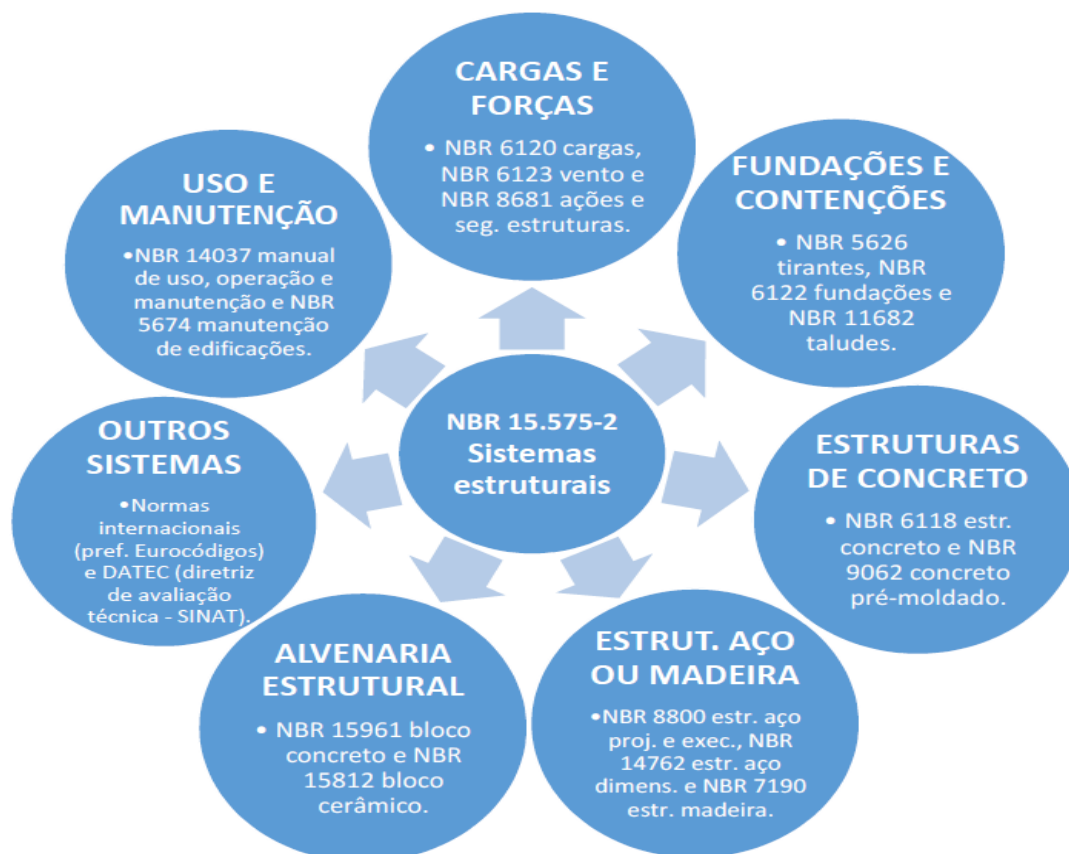 CARGAS E
FORÇAS
• NBR 6120 cargas,
NBR 6123 vento e
NBR 8681 ações e
seg. estruturas.
FUNDAÇÕES E
CONTENÇÕES
• NBR 5626
tirantes, NBR
6122 fundações e
NBR 11682
taludes.
ESTRUTURAS
DE CONCRETO
• NBR 6118 estr.
concreto e NBR
9062 concreto
pré-moldado.
ESTRUT. AÇO
OU MADEIRA
•NBR 8800 estr. aço
proj. e exec., NBR
14762 estr. aço
dimens. e NBR 7190
estr. madeira.
ALVENARIA
ESTRUTURAL
• NBR 15961 bloco
concreto e NBR
15812 bloco
cerâmico.
OUTROS
SISTEMAS
•Normas
internacionais
(pref. Eurocódigos)
e DATEC (diretriz
de avaliação
técnica - SINAT).
USO E
MANUTENÇÃO
•NBR 14037 manual
de uso, operação e
manutenção e NBR
5674 manutenção
de edificações.
NBR 15.575-2
Sistemas
estruturais